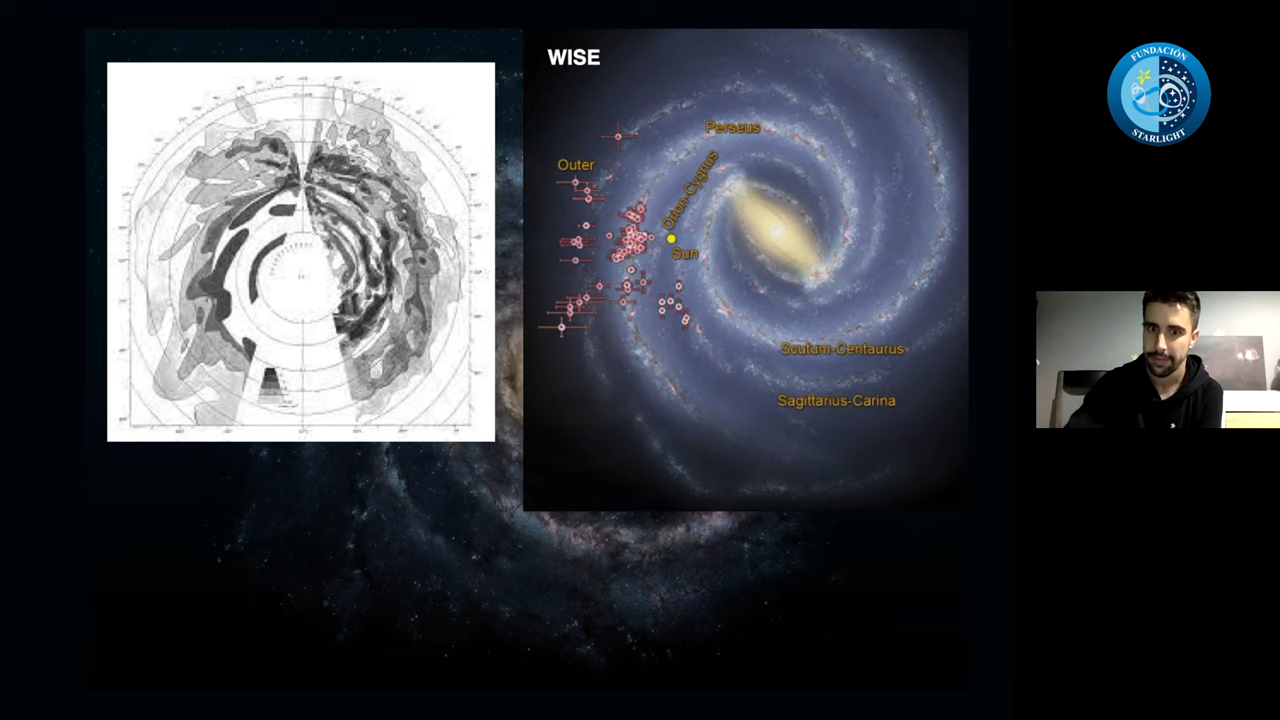 WISE
Perseus
Outer
Orion-Cygnus
Sun
Scutum-Centaurus
Sagittarius-Carina
FUNDACIÓN
STARLIGHT